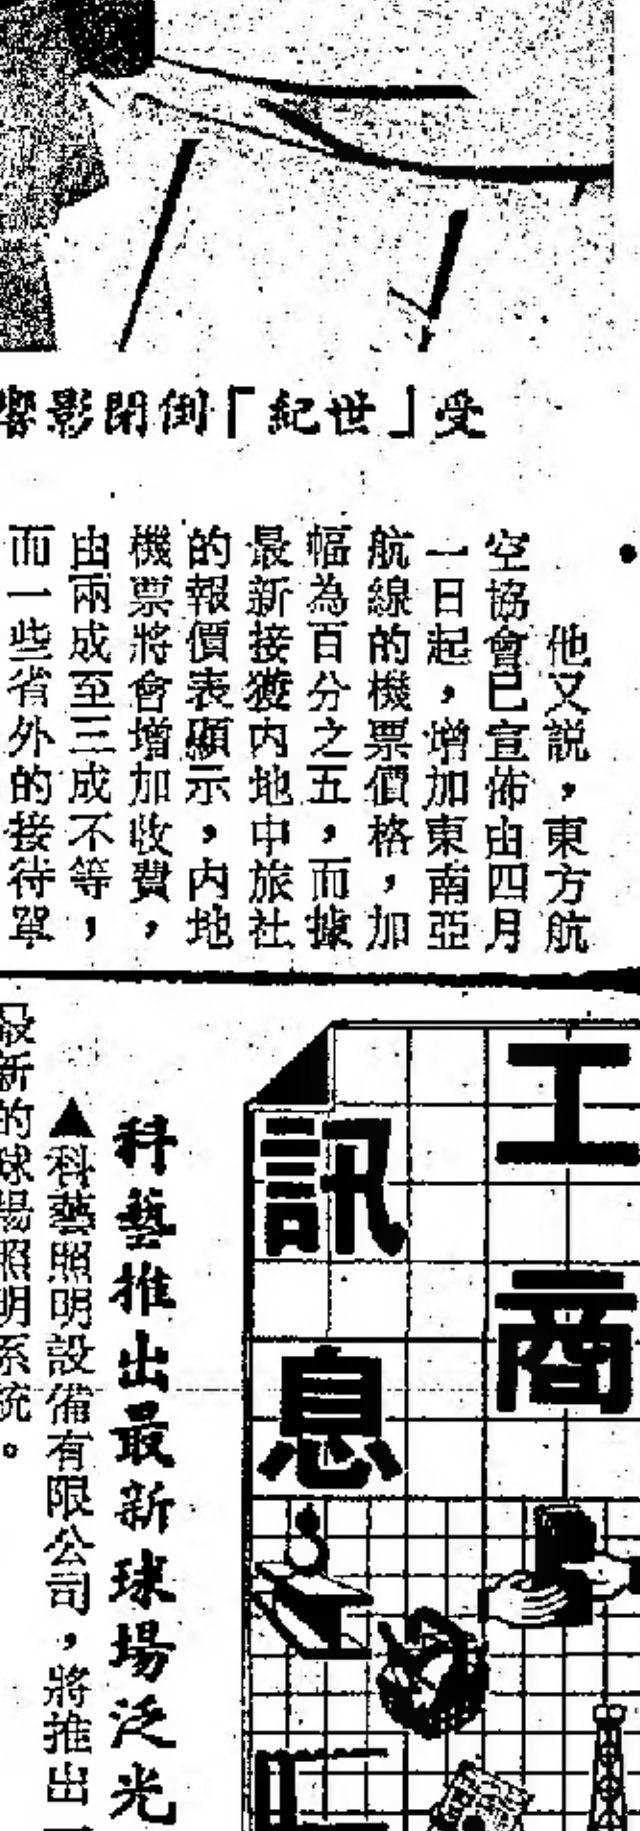 受「世紀」倒閉影響
他又説，東方航
空協會已宣佈由四月
一日起，增加東南亞
航線的機票價格，加
幅為百分之五，而據
最新接獲内地中旅社
的報價表顯示，内地
機票將會增加收費，
由兩成至三成不等，
而一些省外的接待單
工商
訊息
科藝推出最新球場泛光
▲科藝照明設備有限公司，將推出
最新的球場照明系統。